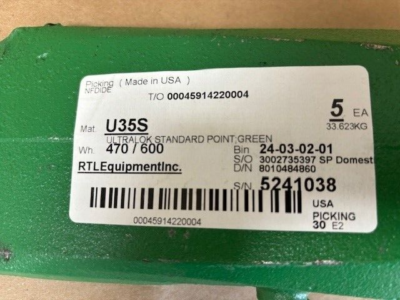 Picking ( Made in USA )
NFDIDE
T/O 00045914220004
5 EA
33.623KG
Mat U35S
ULTRALOK STANDARD POINT,GREEN
Wh. 470 / 600
Bin 24-03-02-01
S/O 3002735397 SP Domesti
RTLEquipmentInc.
D/N 8010484860
S/N 5241038
USA
PICKING
30 E2
00045914220004